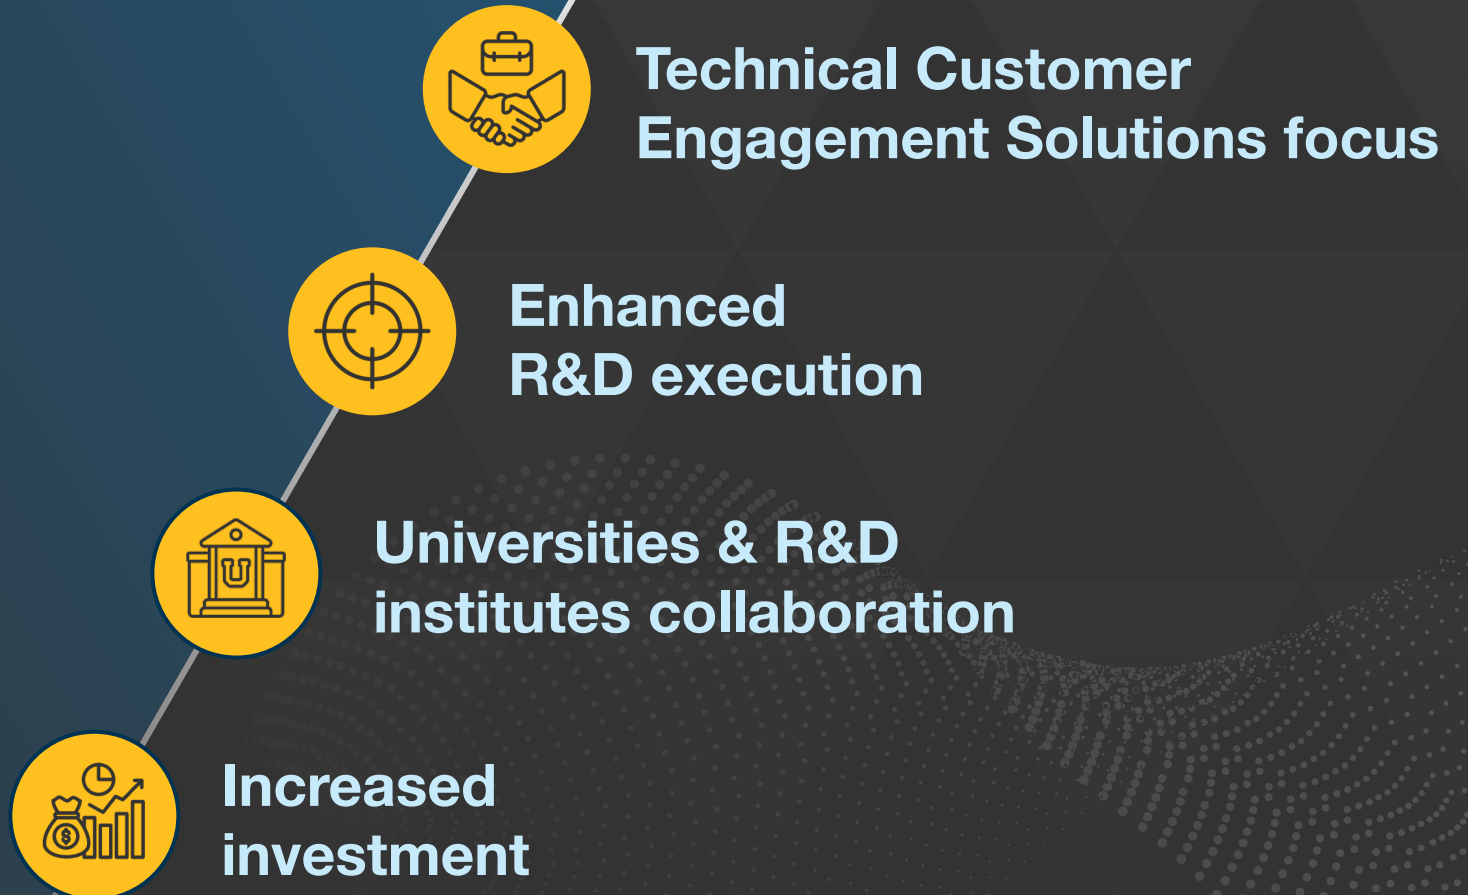 Technical Customer
Engagement Solutions focus
Enhanced
R&D execution
Universities & R&D
institutes collaboration
U
Increased
investment
$